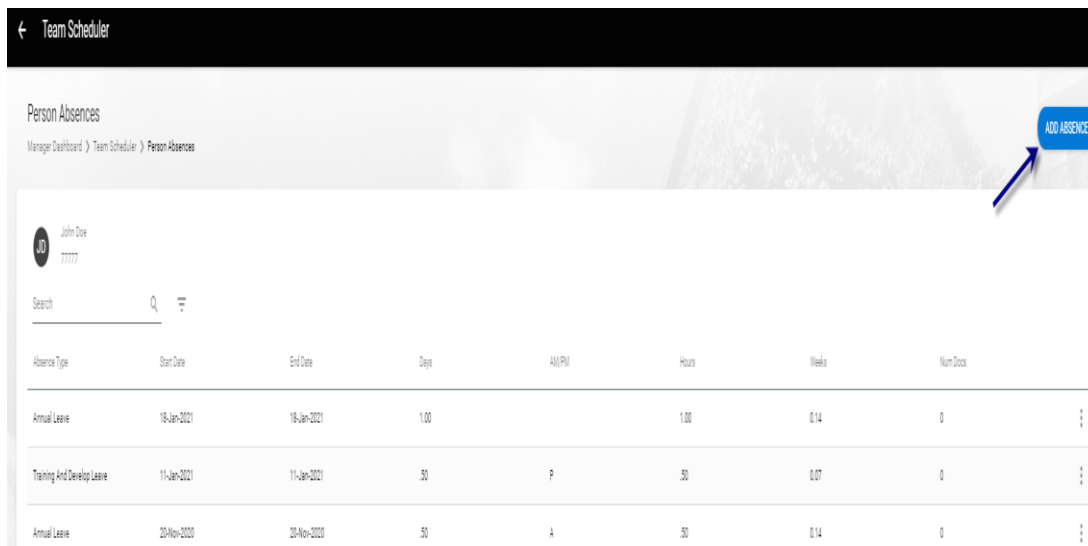 Team Scheduler
Person Absences
ADD ABSENCE
Manager Dashboard > Team Scheduler > Person Absences
JD
John Doe
77777
Search
Absence Type Start Date End Date Days AM/PM Hours Weeks Num Docs
Annual Leave 18-Jan-2021 18-Jan-2021 1.00 1.00 0.14 0
Training And Develop Leave 11-Jan-2021 11-Jan-2021 .50 P .50 0.07 0
Annual Leave 20-Nov-2020 20-Nov-2020 .50 A .50 0.14 0